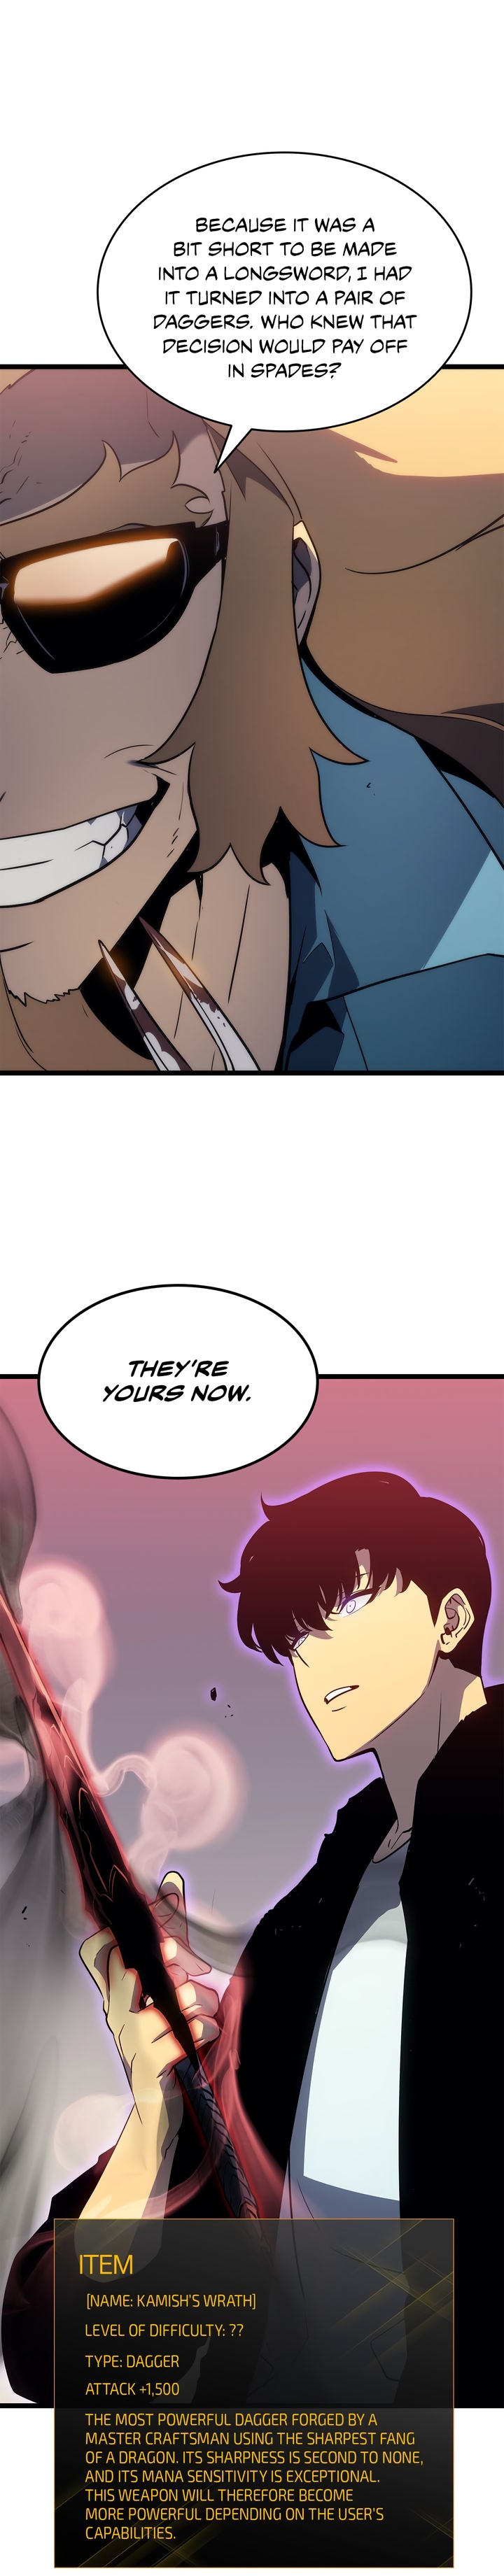 BECAUSE IT WAS A
BIT SHORT TO BE MADE
INTO A LONGSWORD, I HAD
IT TURNED INTO A PAIR OF
DAGGERS. WHO KNEW THAT
DECISION WOULD PAY OFF
IN SPADES?
THEY'RE
YOURS NOW.
ITEM
[NAME: KAMISH'S WRATH]
LEVEL OF DIFFICULTY: ??
TYPE: DAGGER
ATTACK +1,500
THE MOST POWERFUL DAGGER FORGED BY A
MASTER CRAFTSMAN USING THE SHARPEST FANG
OF A DRAGON. ITS SHARPNESS IS SECOND TO NONE,
AND ITS MANA SENSITIVITY IS EXCEPTIONAL.
THIS WEAPON WILL THEREFORE BECOME
MORE POWERFUL DEPENDING ON THE USER'S
CAPABILITIES.